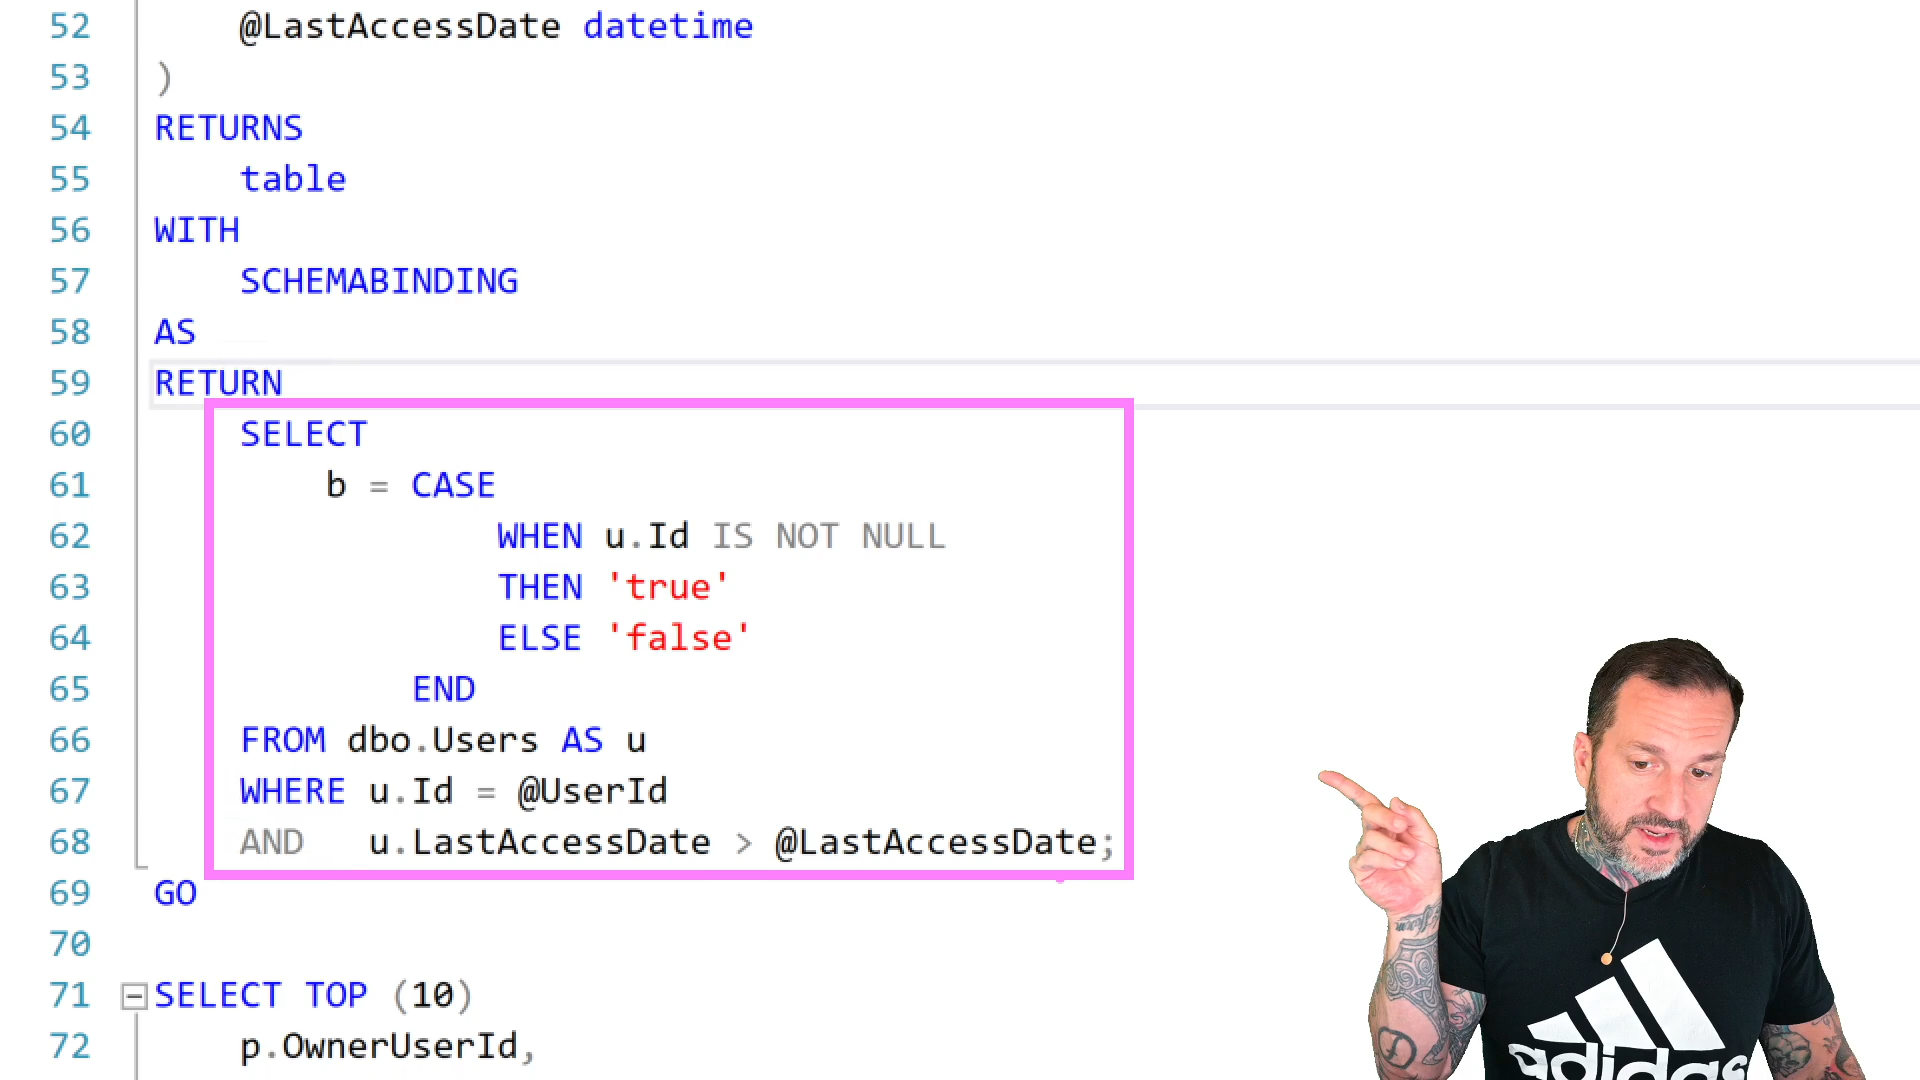 52 @LastAccessDate datetime
53 )
54 RETURNS
55 table
56 WITH
57 SCHEMABINDING
58 AS
59 RETURN
60 SELECT
61 b = CASE
62 WHEN u.Id IS NOT NULL
63 THEN 'true'
64 ELSE 'false'
65 END
66 FROM dbo.Users AS u
67 WHERE u.Id = @UserId
68 AND u.LastAccessDate > @LastAccessDate;
69 GO
70
71 SELECT TOP (10)
72 p.OwnerUserId,
adidas